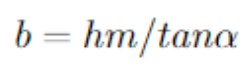 b = hm/tanα